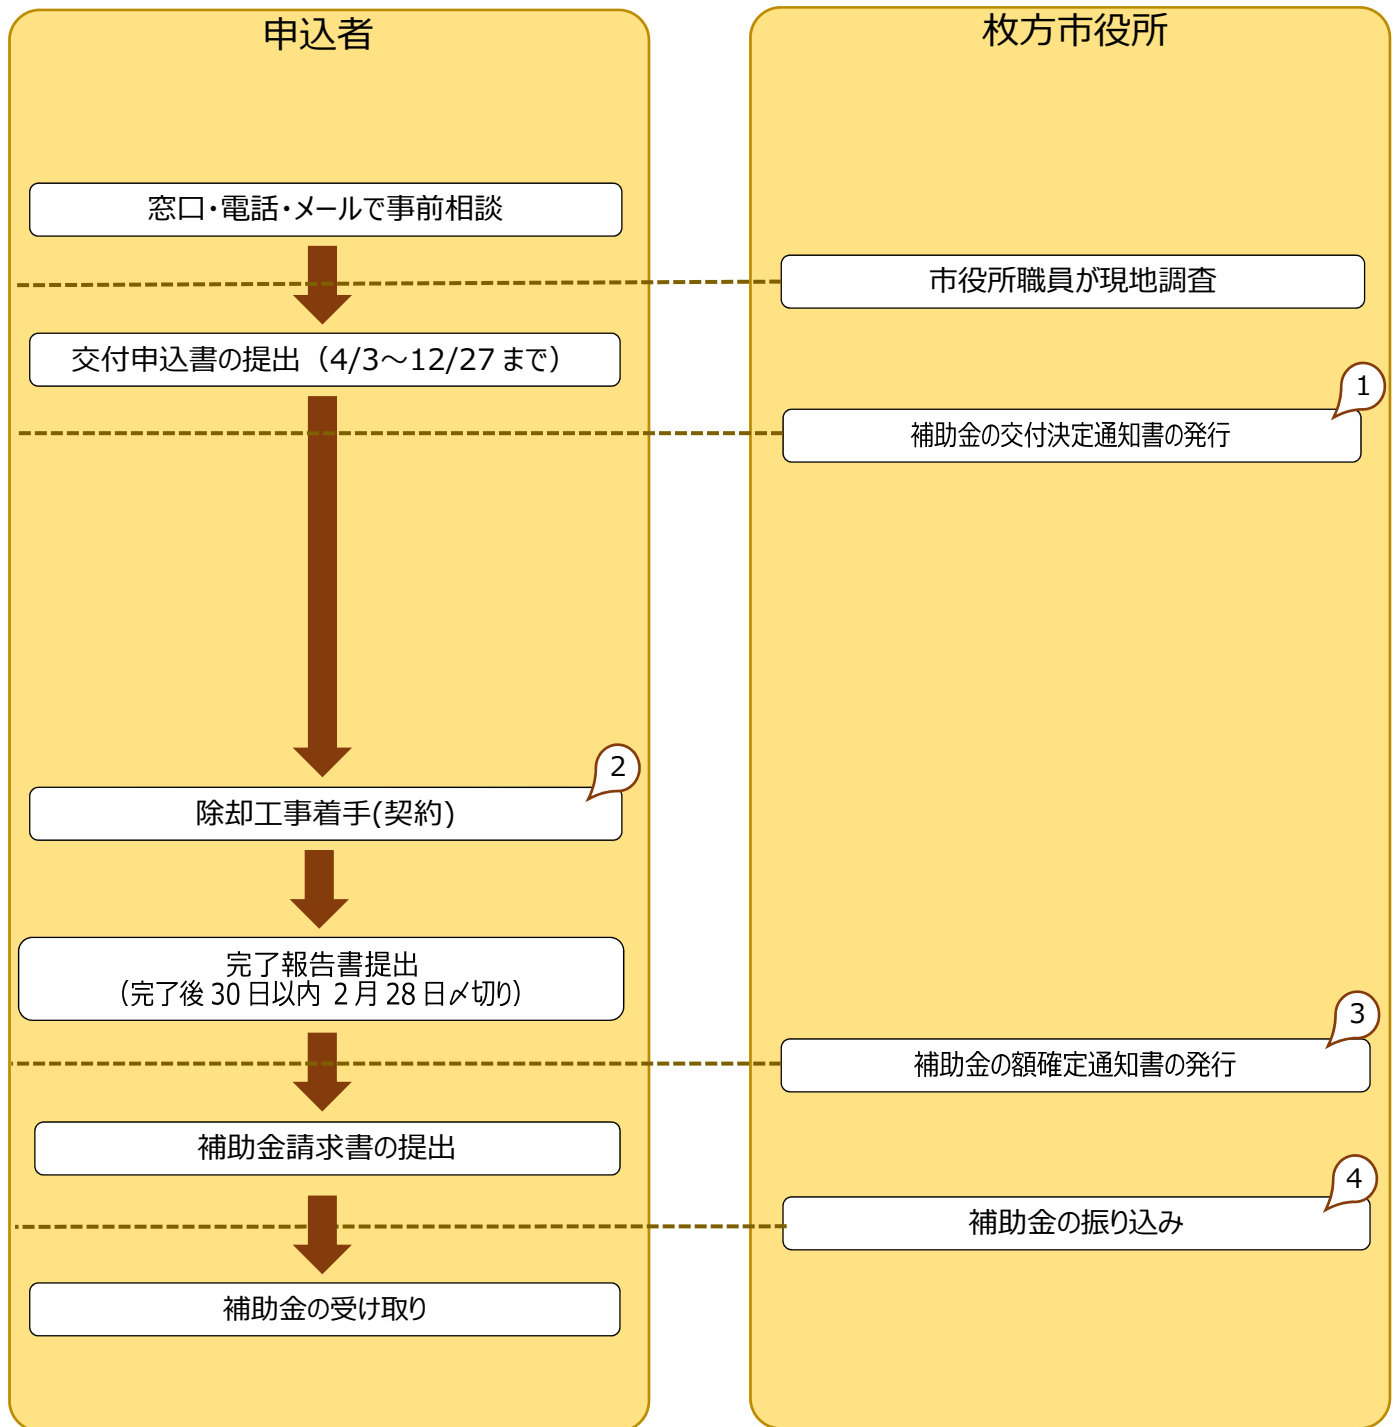 申込者
枚方市役所
窓口・電話・メールで事前相談
市役所職員が現地調査
交付申込書の提出（4/3～12/27 まで）
1
補助金の交付決定通知書の発行
2
除却工事着手(契約)
完了報告書提出
（完了後 30 日以内 2 月 28 日〆切り）
3
補助金の額確定通知書の発行
補助金請求書の提出
4
補助金の振り込み
補助金の受け取り